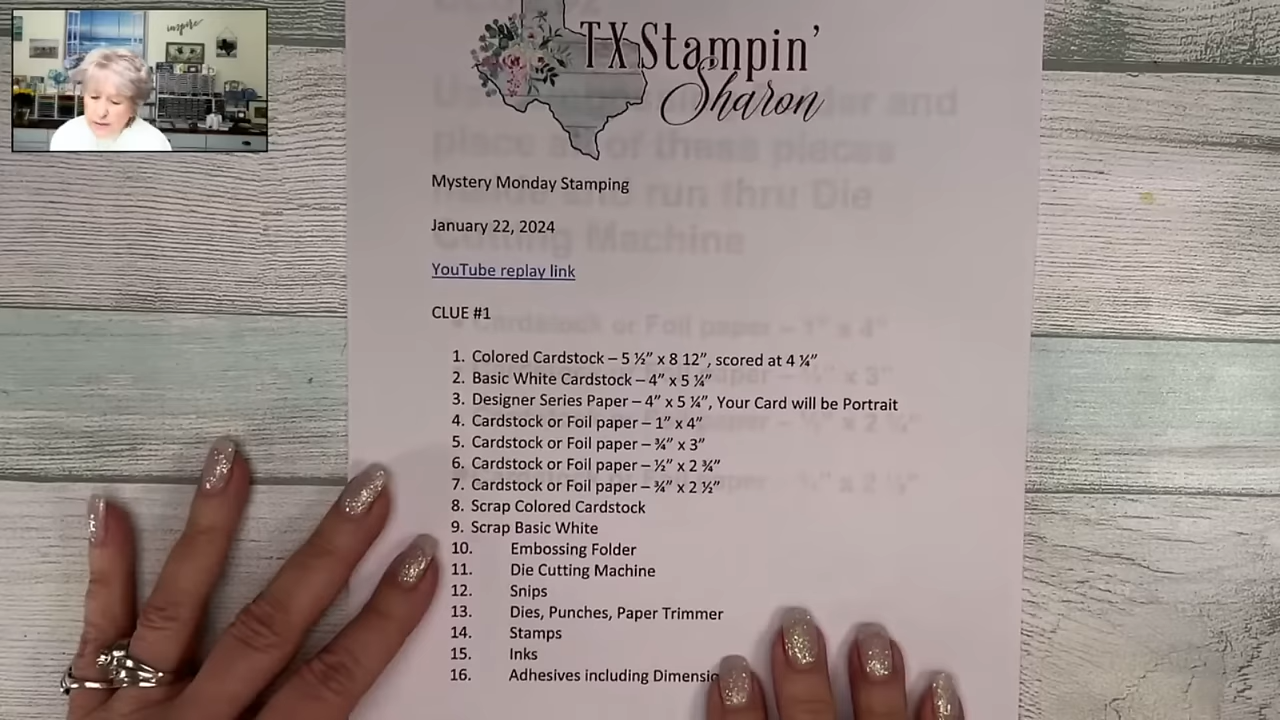 inspire
TX Stampin'
Sharon
Mystery Monday Stamping
January 22, 2024
YouTube replay link
CLUE #1
1. Colored Cardstock – 5 ½" x 8 12", scored at 4 ¼"
2. Basic White Cardstock – 4" x 5 ¼"
3. Designer Series Paper – 4" x 5 ¼", Your Card will be Portrait
4. Cardstock or Foil paper – 1" x 4"
5. Cardstock or Foil paper – ¾" x 3"
6. Cardstock or Foil paper – ½" x 2 ¾"
7. Cardstock or Foil paper – ¾" x 2 ½"
8. Scrap Colored Cardstock
9. Scrap Basic White
10. Embossing Folder
11. Die Cutting Machine
12. Snips
13. Dies, Punches, Paper Trimmer
14. Stamps
15. Inks
16. Adhesives including